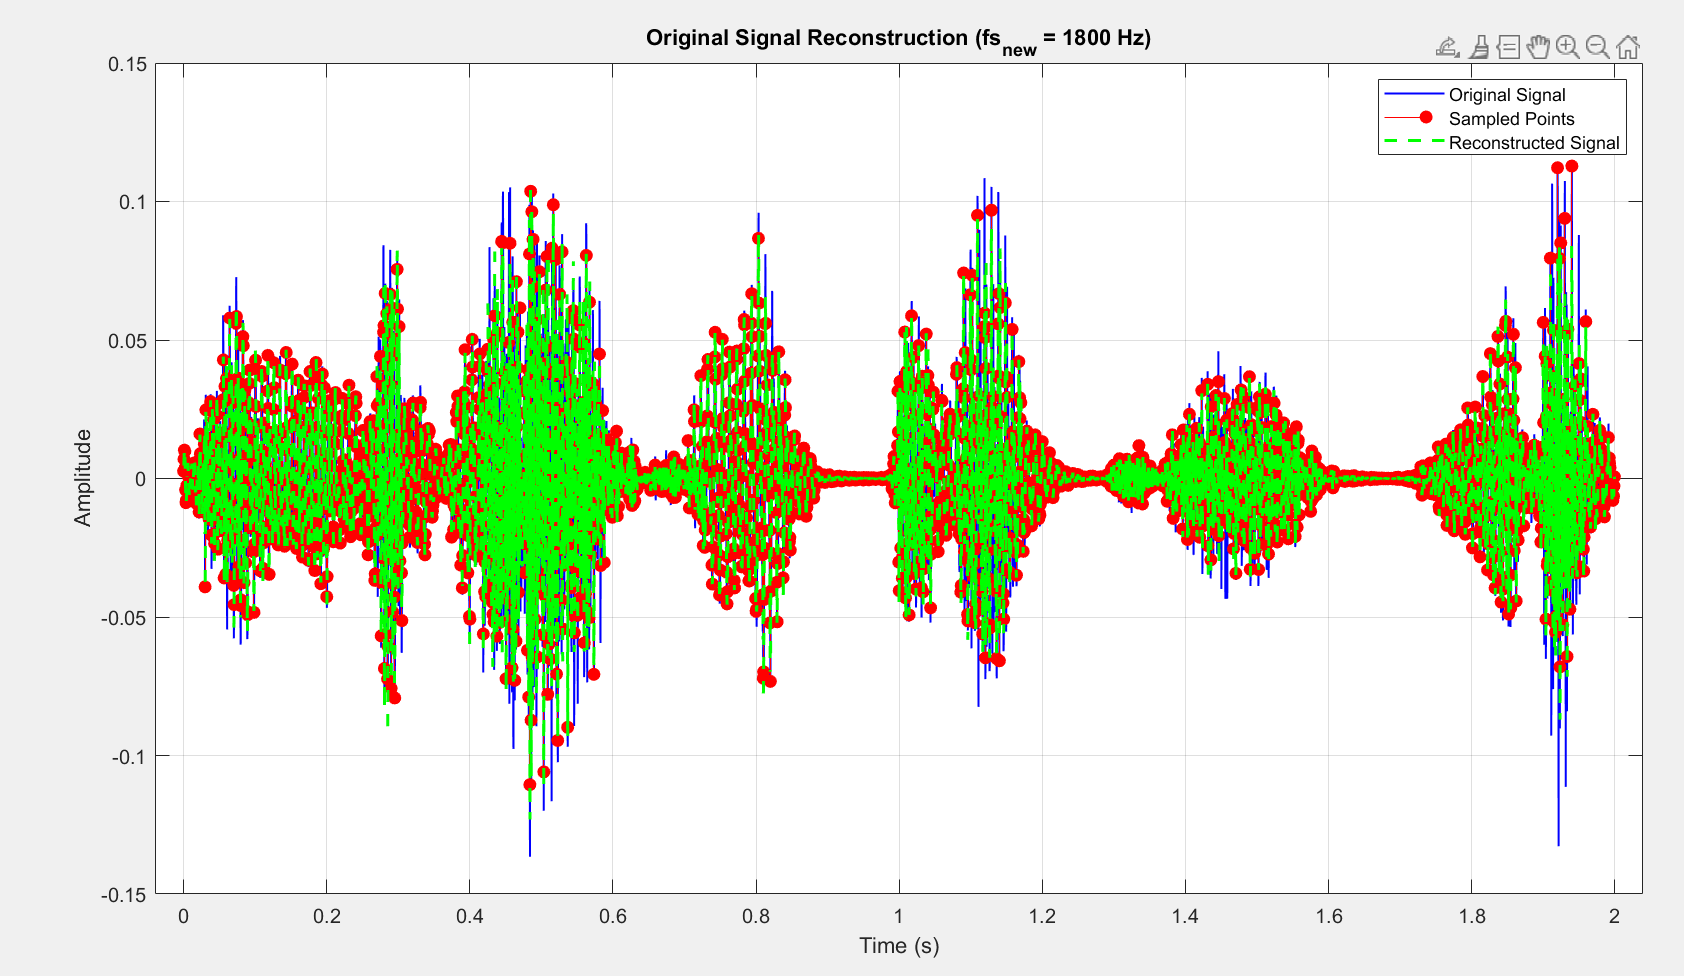 Original Signal Reconstruction (fs_new = 1800 Hz)
Original Signal
Sampled Points
Reconstructed Signal
0.15
0.1
0.05
0
-0.05
-0.1
-0.15
Amplitude
0 0.2 0.4 0.6 0.8 1 1.2 1.4 1.6 1.8 2
Time (s)